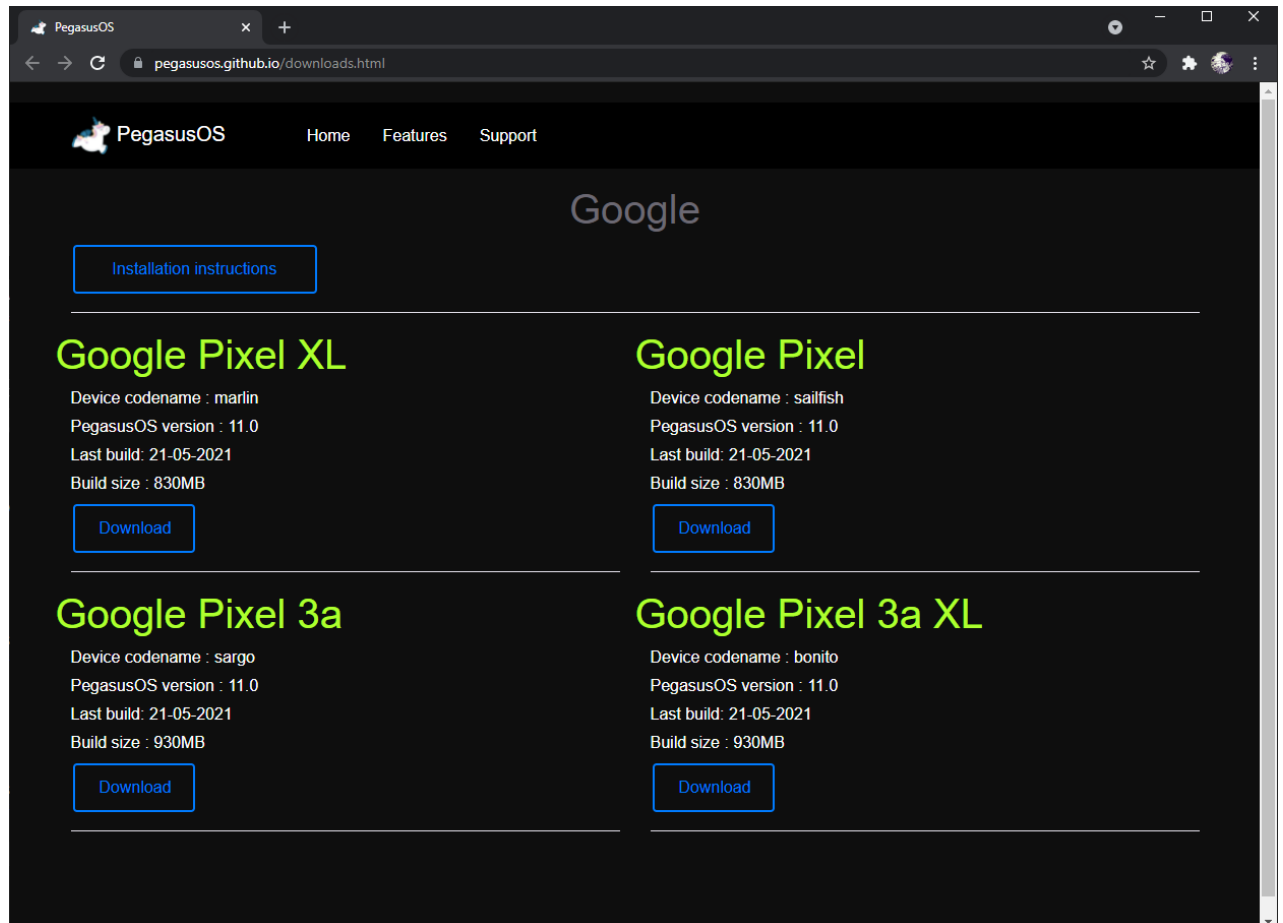 PegasusOS
pegasusos.github.io/downloads.html
PegasusOS Home Features Support
Google
Installation instructions
Google Pixel XL
Device codename : marlin
PegasusOS version : 11.0
Last build: 21-05-2021
Build size : 830MB
Download
Google Pixel
Device codename : sailfish
PegasusOS version : 11.0
Last build: 21-05-2021
Build size : 830MB
Download
Google Pixel 3a
Device codename : sargo
PegasusOS version : 11.0
Last build: 21-05-2021
Build size : 930MB
Download
Google Pixel 3a XL
Device codename : bonito
PegasusOS version : 11.0
Last build: 21-05-2021
Build size : 930MB
Download